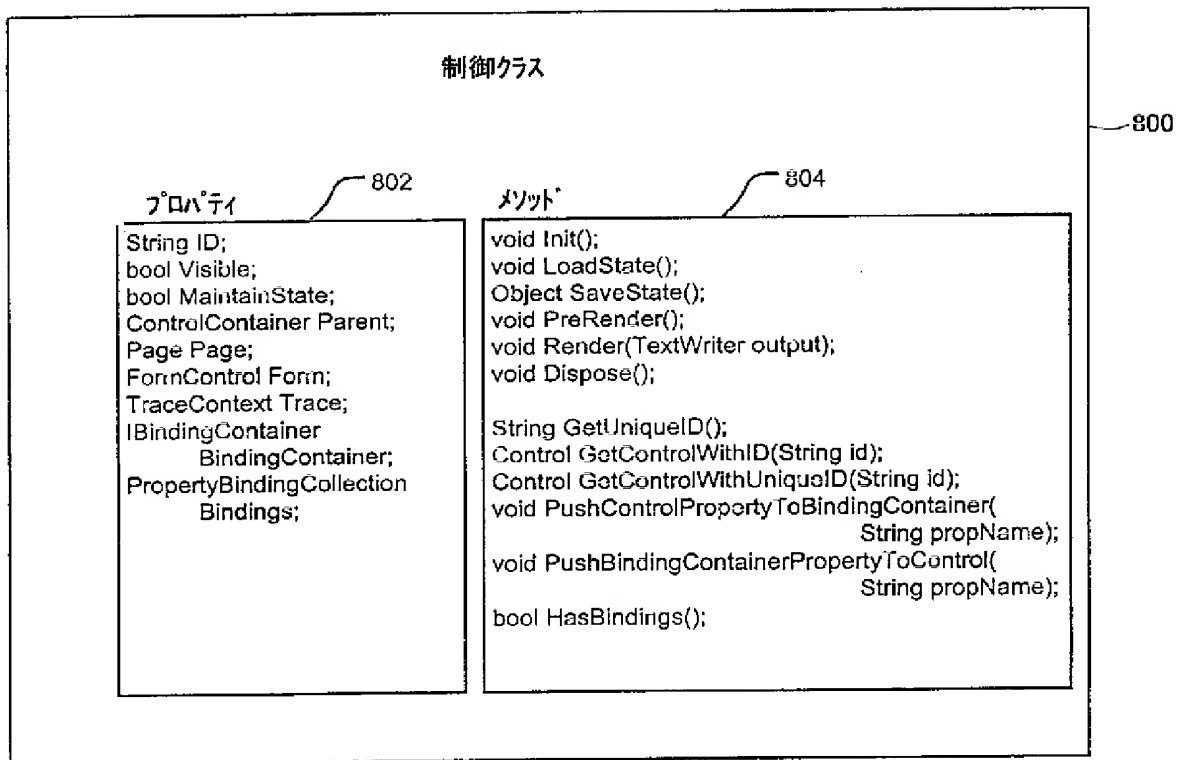 制御クラス
800
プロパティ
802
String ID;
bool Visible;
bool MaintainState;
ControlContainer Parent;
Page Page;
FormControl Form;
TraceContext Trace;
IBindingContainer
BindingContainer;
PropertyBindingCollection
Bindings;
メソッド
804
void Init();
void LoadState();
Object SaveState();
void PreRender();
void Render(TextWriter output);
void Dispose();
String GetUniqueID();
Control GetControlWithID(String id);
Control GetControlWithUniqueID(String id);
void PushControlPropertyToBindingContainer(
String propName);
void PushBindingContainerPropertyToControl(
String propName);
bool HasBindings();